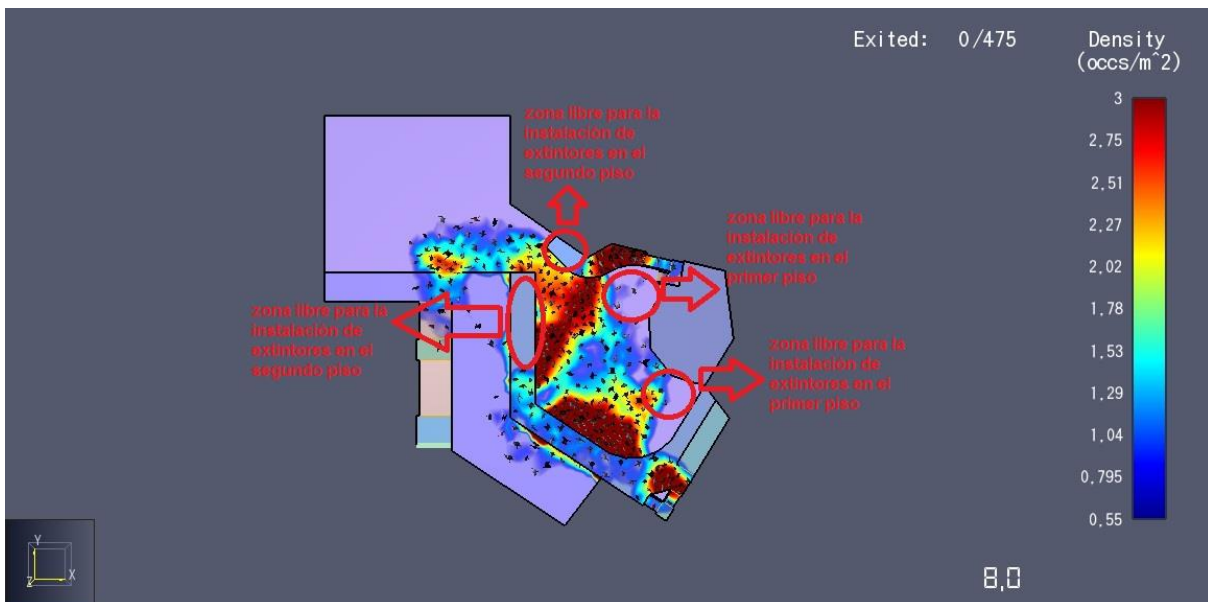 Exited: 0/475
Density
(occs/m^2)
3
2,75
2,51
2,27
2,02
1,78
1,53
1,29
1,04
0,795
0,55
zona libre para la
instalación de
extintores en el
segundo piso
zona libre para la
instalación de
extintores en el
primer piso
zona libre para la
instalación de
extintores en el
segundo piso
zona libre para la
instalación de
extintores en el
primer piso
Y
Z
X
8,0